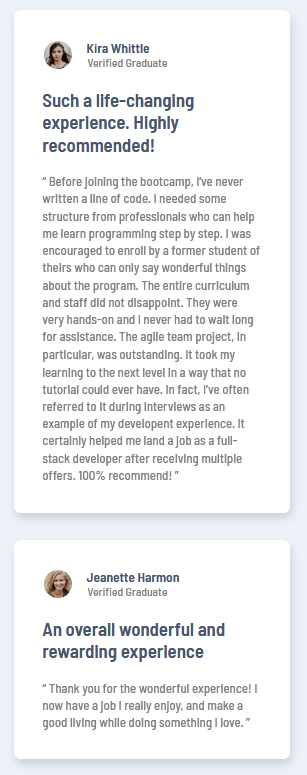 Kira Whittle
Verified Graduate
Such a life-changing
experience. Highly
recommended!
“ Before joining the bootcamp, I've never
written a line of code. I needed some
structure from professionals who can help
me learn programming step by step. I was
encouraged to enroll by a former student of
theirs who can only say wonderful things
about the program. The entire curriculum
and staff did not disappoint. They were
very hands-on and I never had to wait long
for assistance. The agile team project, in
particular, was outstanding. It took my
learning to the next level in a way that no
tutorial could ever have. In fact, I've often
referred to it during interviews as an
example of my developent experience. It
certainly helped me land a job as a full-
stack developer after receiving multiple
offers. 100% recommend! ”
Jeanette Harmon
Verified Graduate
An overall wonderful and
rewarding experience
“ Thank you for the wonderful experience! I
now have a job I really enjoy, and make a
good living while doing something I love. ”